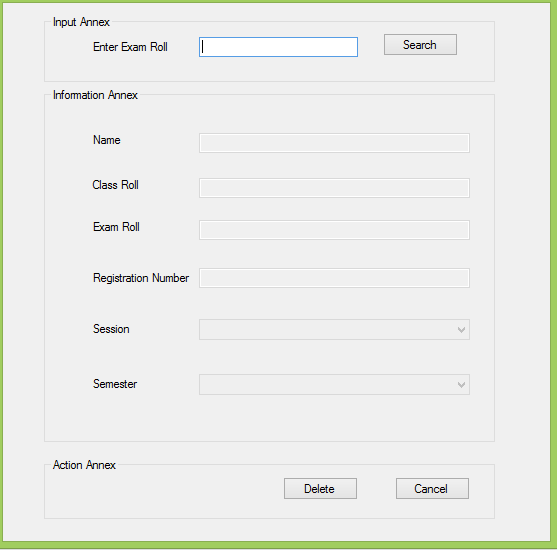 Input Annex
Enter Exam Roll Search
Information Annex
Name
Class Roll
Exam Roll
Registration Number
Session
Semester
Action Annex
Delete Cancel